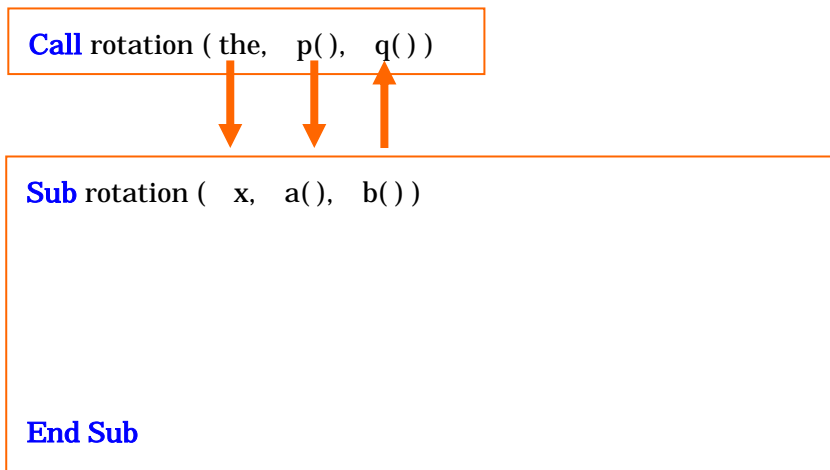 Call rotation ( the, p( ), q( ) )
Sub rotation ( x, a( ), b( ) )
End Sub